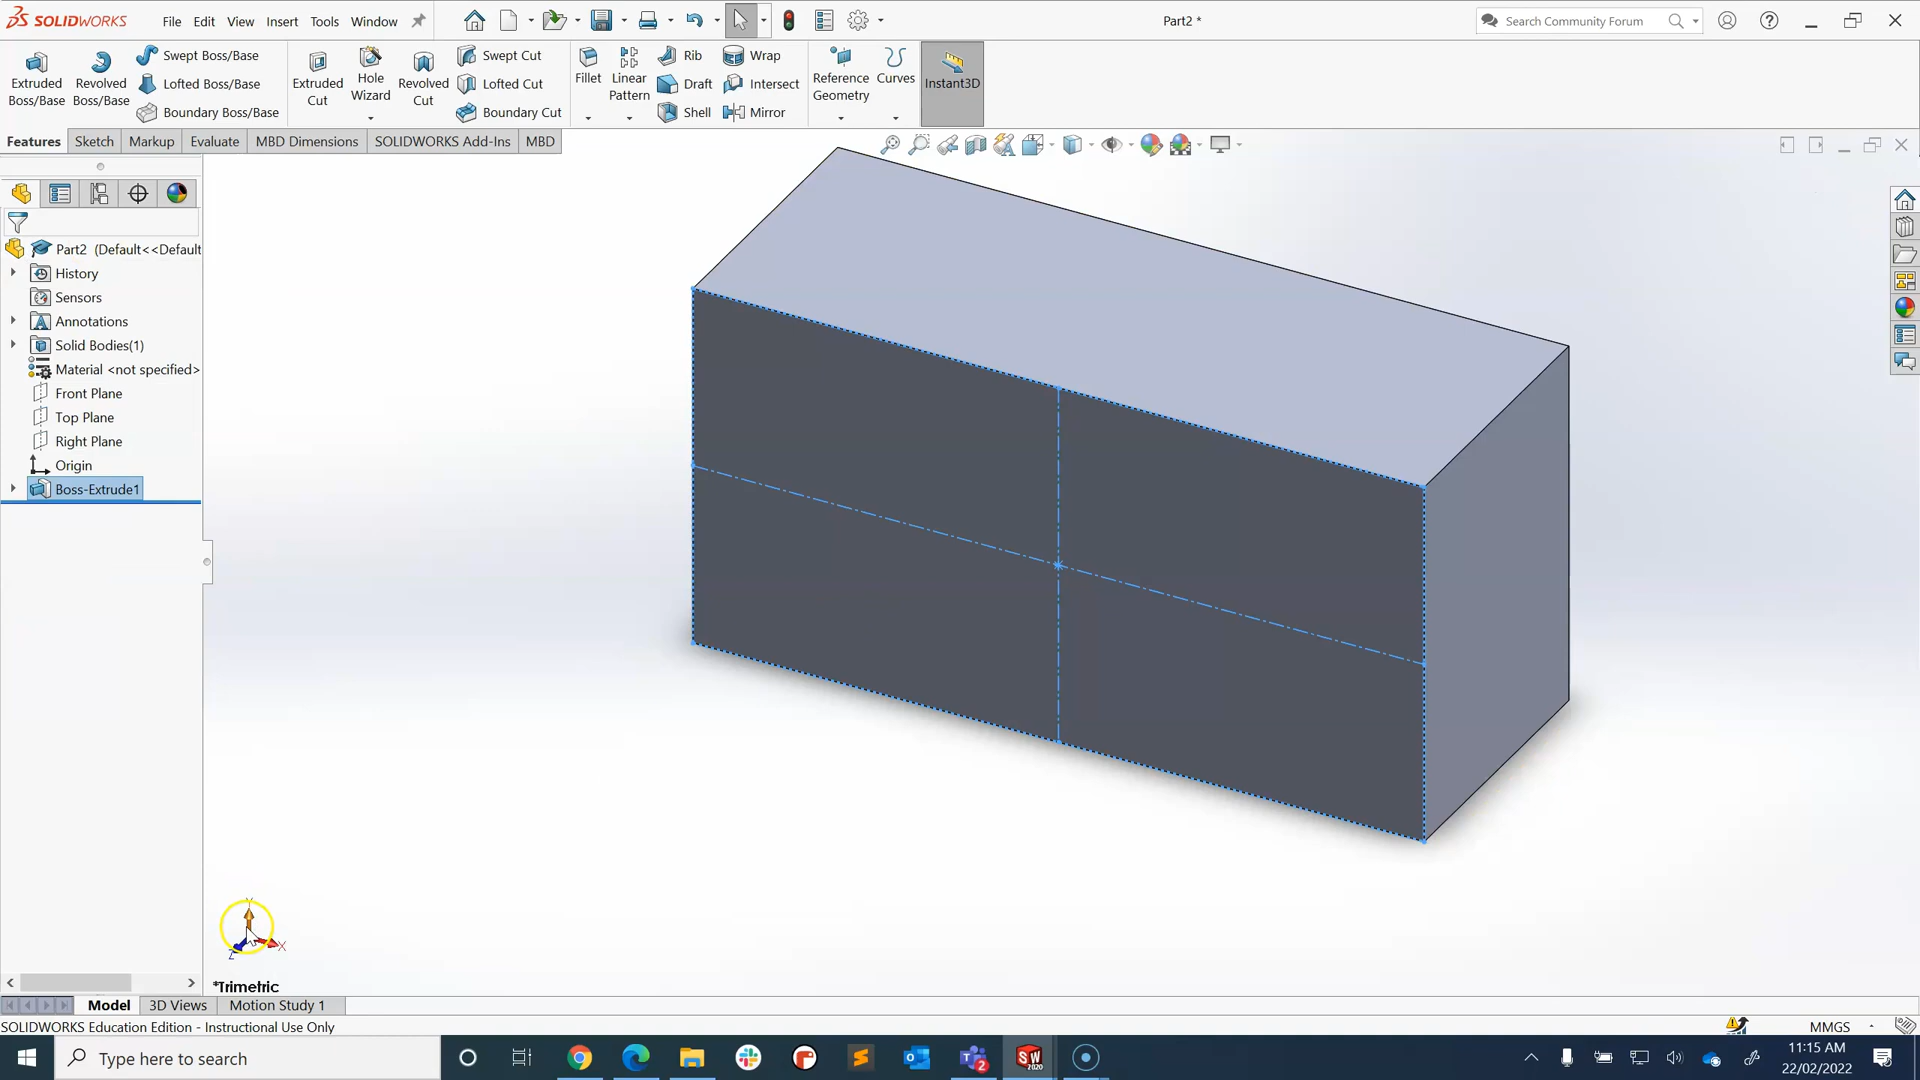 SOLIDWORKS File Edit View Insert Tools Window
Part2 *
Search Community Forum
Extruded Boss/Base
Revolved Boss/Base
Swept Boss/Base
Lofted Boss/Base
Boundary Boss/Base
Extruded Cut
Hole Wizard
Revolved Cut
Swept Cut
Lofted Cut
Boundary Cut
Fillet
Linear Pattern
Rib
Draft
Shell
Wrap
Intersect
Mirror
Reference Geometry
Curves
Instant3D
Features Sketch Markup Evaluate MBD Dimensions SOLIDWORKS Add-Ins MBD
Part2 (Default<<Default
History
Sensors
Annotations
Solid Bodies(1)
Material <not specified>
Front Plane
Top Plane
Right Plane
Origin
Boss-Extrude1
Y
X
Z
*Trimetric
Model 3D Views Motion Study 1
SOLIDWORKS Education Edition - Instructional Use Only
MMGS
Type here to search
SW
2020
2
11:15 AM
22/02/2022